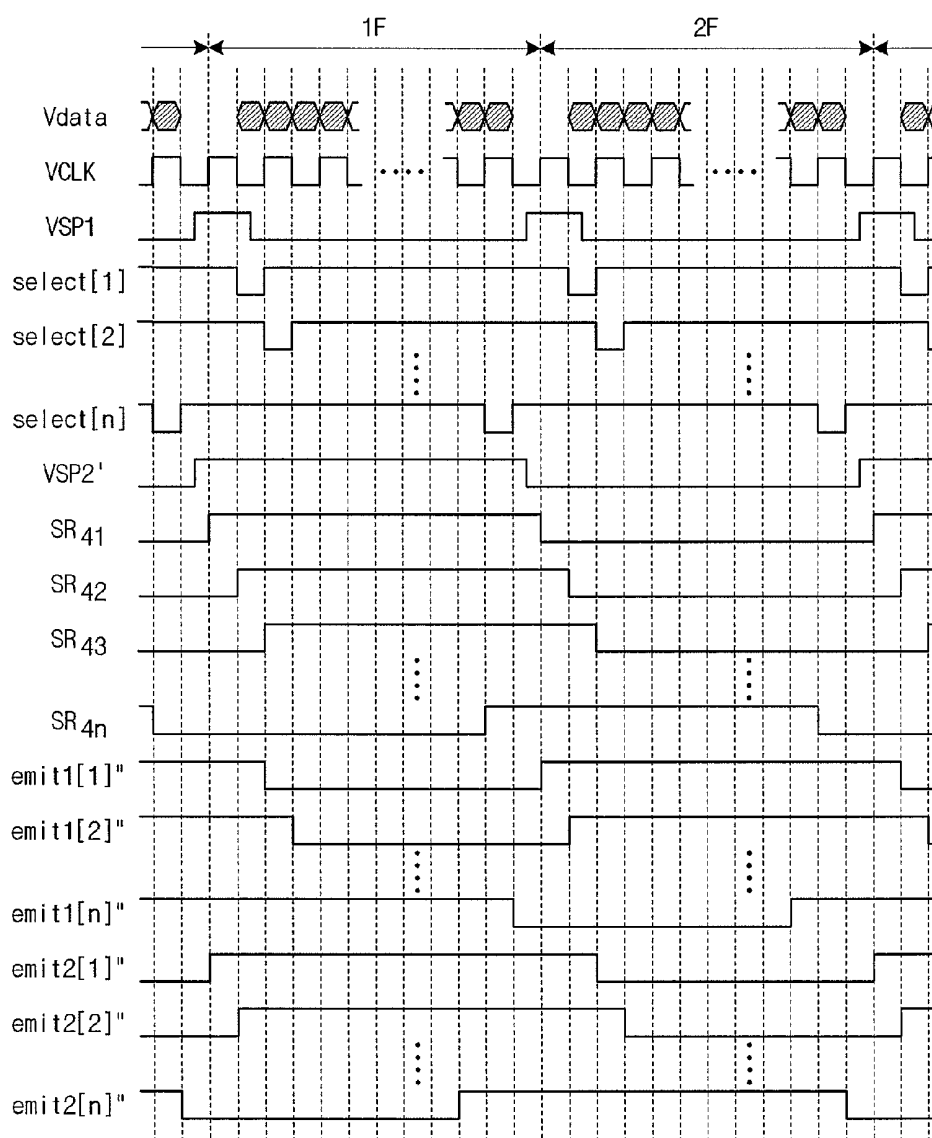 1F 2F
Vdata
VCLK
VSP1
select[1]
select[2]
select[n]
VSP2'
SR41
SR42
SR43
SR4n
emit1[1]"
emit1[2]"
emit1[n]"
emit2[1]"
emit2[2]"
emit2[n]"